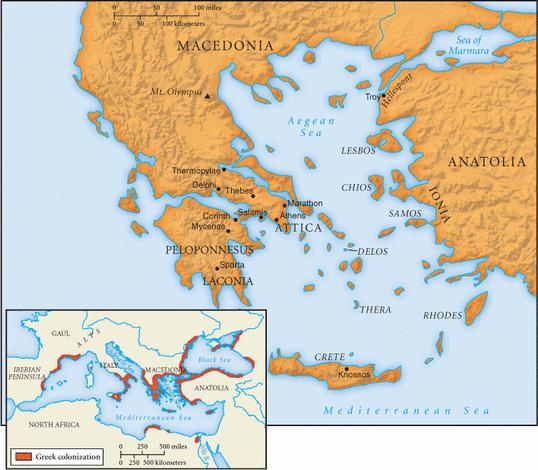 0 50 100 miles
0 50 100 kilometers
MACEDONIA
Sea of
Marmara
Mt. Olympus
Troy
Hellespont
Aegean
Sea
LESBOS
ANATOLIA
Thermopylae
Delphi
Thebes
CHIOS
IONIA
Marathon
SAMOS
Corinth
Salamis
Athens
Mycenae
ATTICA
PELOPONNESUS
DELOS
Sparta
LACONIA
THERA
RHODES
CRETE
Knossos
Mediterranean Sea
GAUL
ALPS
Black Sea
IBERIAN
PENINSULA
ITALY
MACEDONIA
ANATOLIA
Mediterranean Sea
NORTH AFRICA
0 250 500 miles
0 250 500 kilometers
Greek colonization